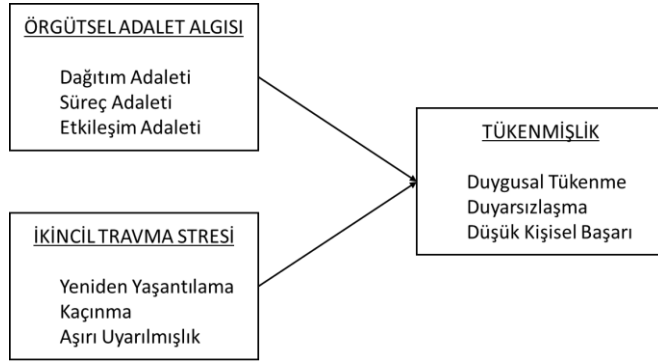 ÖRGÜTSEL ADALET ALGISI
Dağıtım Adaleti
Süreç Adaleti
Etkileşim Adaleti
İKİNCİL TRAVMA STRESİ
Yeniden Yaşantılama
Kaçınma
Aşırı Uyarılmışlık
TÜKENMİŞLİK
Duygusal Tükenme
Duyarsızlaşma
Düşük Kişisel Başarı